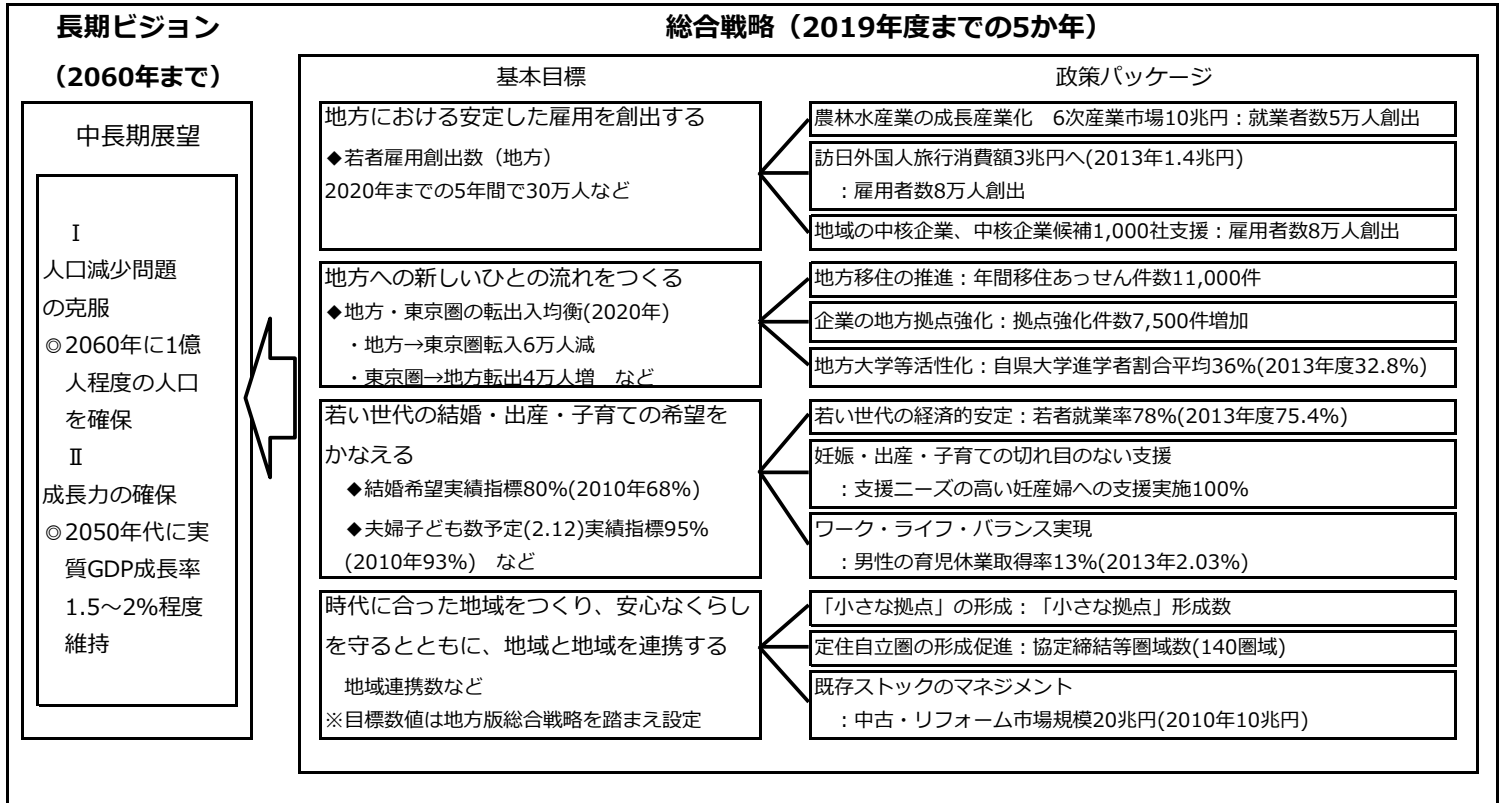 長期ビジョン
（2060年まで）
中長期展望
Ⅰ
人口減少問題
の克服
◎2060年に1億
人程度の人口
を確保
Ⅱ
成長力の確保
◎2050年代に実
質GDP成長率
1.5～2%程度
維持
総合戦略（2019年度までの5か年）
基本目標
政策パッケージ
地方における安定した雇用を創出する
◆若者雇用創出数（地方）
2020年までの5年間で30万人など
農林水産業の成長産業化　6次産業市場10兆円：就業者数5万人創出
訪日外国人旅行消費額3兆円へ(2013年1.4兆円)
：雇用者数8万人創出
地域の中核企業、中核企業候補1,000社支援：雇用者数8万人創出
地方への新しいひとの流れをつくる
◆地方・東京圏の転出入均衡(2020年)
・地方→東京圏転入6万人減
・東京圏→地方転出4万人増　など
地方移住の推進：年間移住あっせん件数11,000件
企業の地方拠点強化：拠点強化件数7,500件増加
地方大学等活性化：自県大学進学者割合平均36%(2013年度32.8%)
若い世代の結婚・出産・子育ての希望を
かなえる
◆結婚希望実績指標80%(2010年68%)
◆夫婦子ども数予定(2.12)実績指標95%
(2010年93%)　など
若い世代の経済的安定：若者就業率78%(2013年度75.4%)
妊娠・出産・子育ての切れ目のない支援
：支援ニーズの高い妊産婦への支援実施100%
ワーク・ライフ・バランス実現
：男性の育児休業取得率13%(2013年2.03%)
時代に合った地域をつくり、安心なくらし
を守るとともに、地域と地域を連携する
地域連携数など
※目標数値は地方版総合戦略を踏まえ設定
「小さな拠点」の形成：「小さな拠点」形成数
定住自立圏の形成促進：協定締結等圏域数(140圏域)
既存ストックのマネジメント
：中古・リフォーム市場規模20兆円(2010年10兆円)